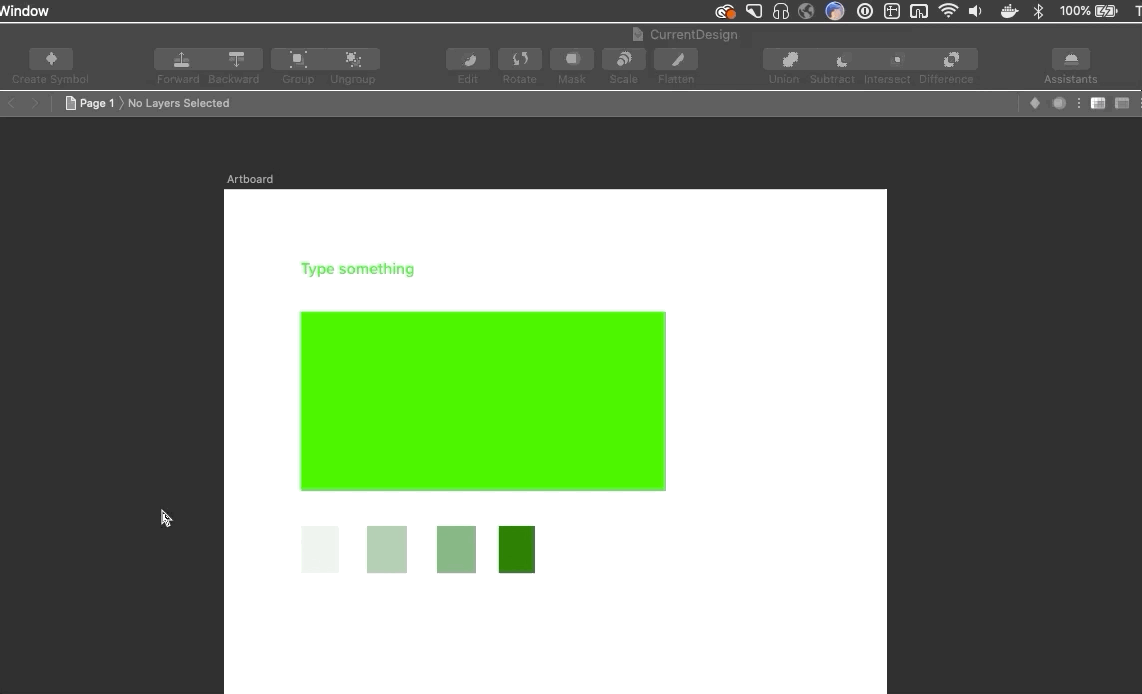 Window
100%
CurrentDesign
Create Symbol Forward Backward Group Ungroup Edit Rotate Mask Scale Flatten Union Subtract Intersect Difference Assistants
Page 1 No Layers Selected
Artboard
Type something